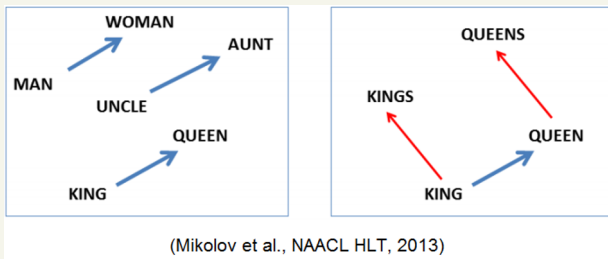 WOMAN
AUNT
MAN
UNCLE
QUEEN
KING
QUEENS
KINGS
QUEEN
KING
(Mikolov et al., NAACL HLT, 2013)